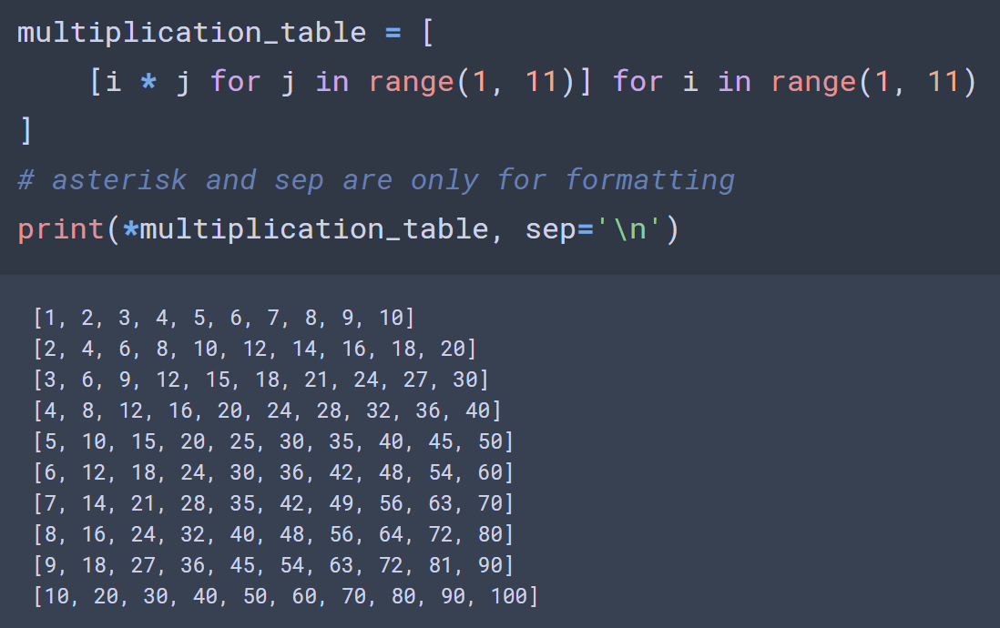 multiplication_table = [
    [i * j for j in range(1, 11)] for i in range(1, 11)
]
# asterisk and sep are only for formatting
print(*multiplication_table, sep='\n')
[1, 2, 3, 4, 5, 6, 7, 8, 9, 10]
[2, 4, 6, 8, 10, 12, 14, 16, 18, 20]
[3, 6, 9, 12, 15, 18, 21, 24, 27, 30]
[4, 8, 12, 16, 20, 24, 28, 32, 36, 40]
[5, 10, 15, 20, 25, 30, 35, 40, 45, 50]
[6, 12, 18, 24, 30, 36, 42, 48, 54, 60]
[7, 14, 21, 28, 35, 42, 49, 56, 63, 70]
[8, 16, 24, 32, 40, 48, 56, 64, 72, 80]
[9, 18, 27, 36, 45, 54, 63, 72, 81, 90]
[10, 20, 30, 40, 50, 60, 70, 80, 90, 100]